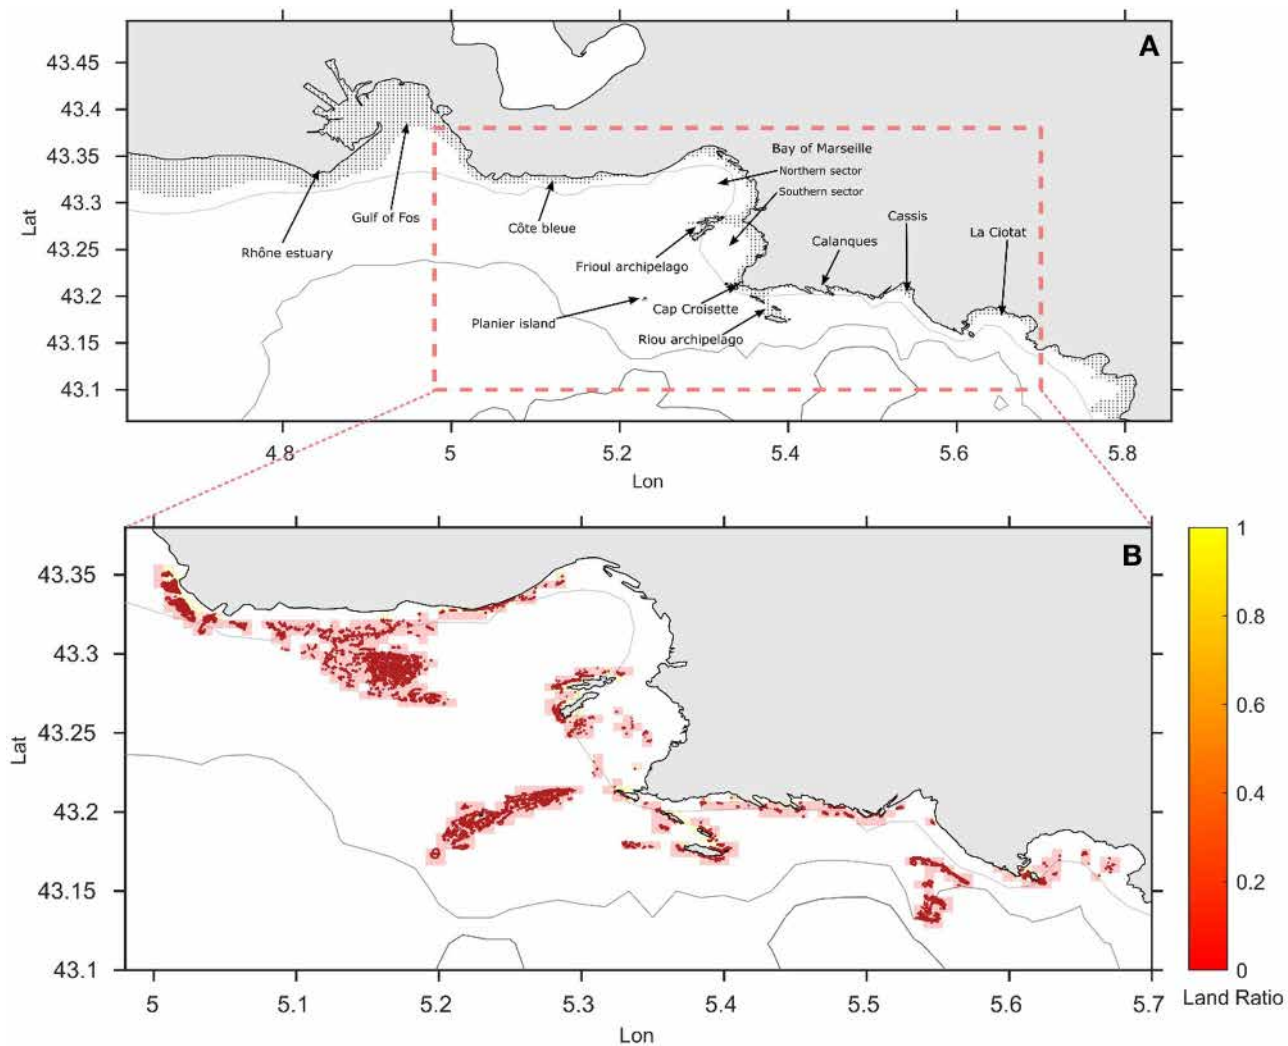 A
43.45
43.4
43.35
43.3
43.25
43.2
43.15
43.1
Lat
Bay of Marseille
Northern sector
Southern sector
Gulf of Fos
Côte bleue
Cassis
La Ciotat
Rhône estuary
Calanques
Frioul archipelago
Planier island
Cap Croisette
Riou archipelago
4.8
5
5.2
5.4
5.6
5.8
Lon
B
43.35
43.3
43.25
43.2
43.15
43.1
Lat
5
5.1
5.2
5.3
5.4
5.5
5.6
5.7
Lon
1
0.8
0.6
0.4
0.2
0
Land Ratio